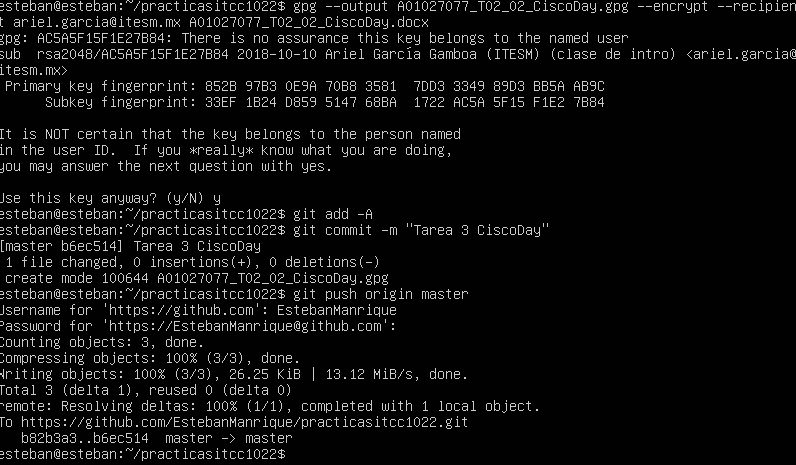 esteban@esteban:~/practicasitcc1022$ gpg --output A01027077_T02_02_CiscoDay.gpg --encrypt --recipien
t ariel.garcia@itesm.mx A01027077_T02_02_CiscoDay.docx
gpg: AC5A5F15F1E27B84: There is no assurance this key belongs to the named user
sub  rsa2048/AC5A5F15F1E27B84 2018-10-10 Ariel García Gamboa (ITESM) (clase de intro) <ariel.garcia@
itesm.mx>
 Primary key fingerprint: 852B 97B3 0E9A 70B8 3581  7DD3 3349 89D3 BB5A AB9C
      Subkey fingerprint: 33EF 1B24 D859 5147 68BA  1722 AC5A 5F15 F1E2 7B84
It is NOT certain that the key belongs to the person named
in the user ID.  If you *really* know what you are doing,
you may answer the next question with yes.
Use this key anyway? (y/N) y
esteban@esteban:~/practicasitcc1022$ git add -A
esteban@esteban:~/practicasitcc1022$ git commit -m "Tarea 3 CiscoDay"
[master b6ec514] Tarea 3 CiscoDay
 1 file changed, 0 insertions(+), 0 deletions(-)
 create mode 100644 A01027077_T02_02_CiscoDay.gpg
esteban@esteban:~/practicasitcc1022$ git push origin master
Username for 'https://github.com': EstebanManrique
Password for 'https://EstebanManrique@github.com':
Counting objects: 3, done.
Compressing objects: 100% (3/3), done.
Writing objects: 100% (3/3), 26.25 KiB | 13.12 MiB/s, done.
Total 3 (delta 1), reused 0 (delta 0)
remote: Resolving deltas: 100% (1/1), completed with 1 local object.
To https://github.com/EstebanManrique/practicasitcc1022.git
   b82b3a3..b6ec514  master -> master
esteban@esteban:~/practicasitcc1022$